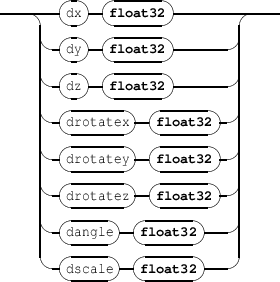 dx float32
dy float32
dz float32
drotatex float32
drotatey float32
drotatez float32
dangle float32
dscale float32